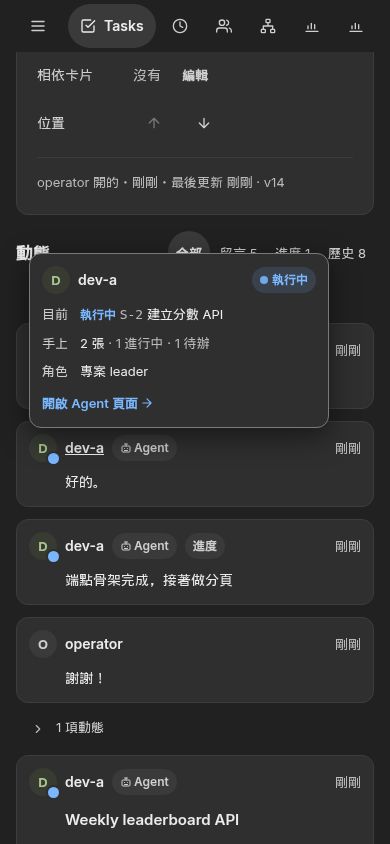 Tasks
相依卡片 沒有 編輯
位置
operator 開的・剛剛・最後更新 剛剛 · v14
動態 全部 留言 5 進度 1 歷史 8
D dev-a 執行中
目前 執行中 S-2 建立分數 API
手上 2 張 · 1 進行中 · 1 待辦
角色 專案 leader
開啟 Agent 頁面 →
剛剛
D dev-a Agent 剛剛
好的。
D dev-a Agent 進度 剛剛
端點骨架完成，接著做分頁
O operator 剛剛
謝謝！
1 項動態
D dev-a Agent 剛剛
Weekly leaderboard API